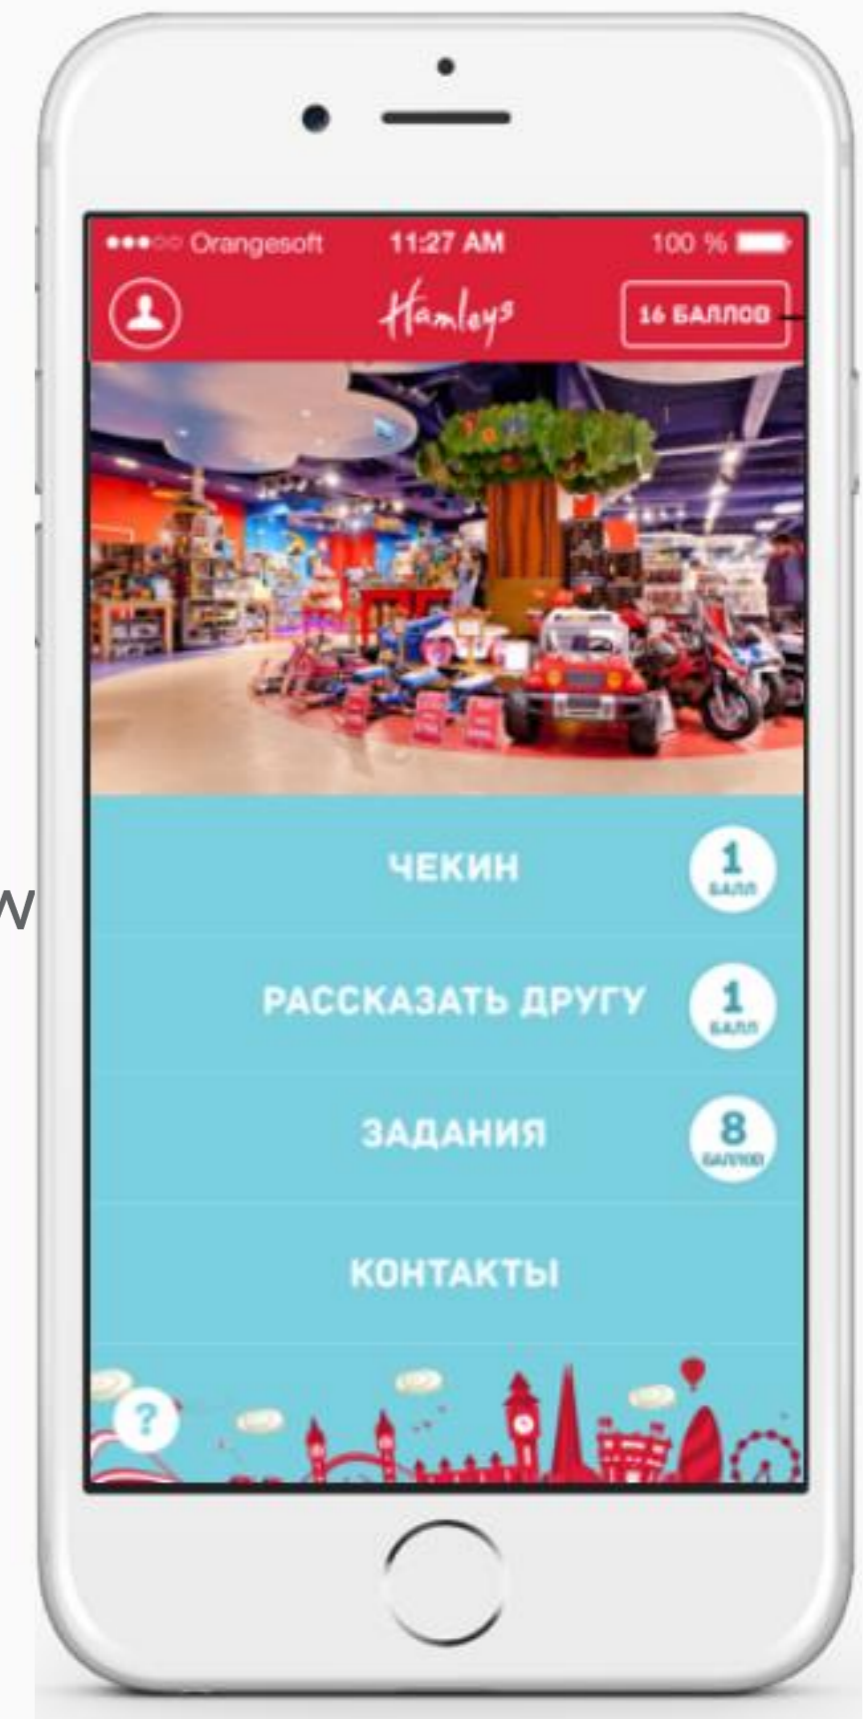 Orangesoft 11:27 AM 100 %
Hamleys 16 БАЛЛОВ
ЧЕКИН 1 БАЛЛ
w
РАССКАЗАТЬ ДРУГУ 1 БАЛЛ
ЗАДАНИЯ 8 БАЛЛОВ
КОНТАКТЫ
?